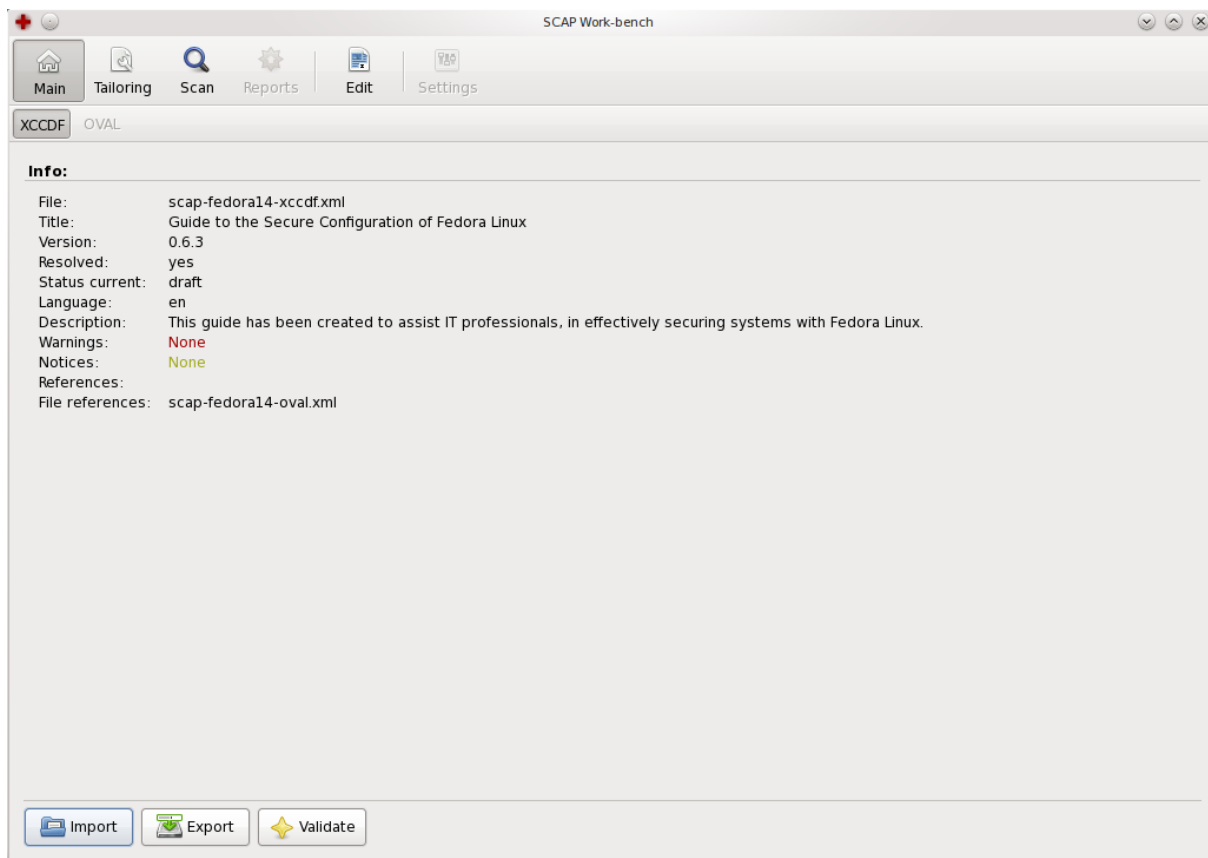 SCAP Work-bench
Main Tailoring Scan Reports Edit Settings
XCCDF OVAL
Info:
File: scap-fedora14-xccdf.xml
Title: Guide to the Secure Configuration of Fedora Linux
Version: 0.6.3
Resolved: yes
Status current: draft
Language: en
Description: This guide has been created to assist IT professionals, in effectively securing systems with Fedora Linux.
Warnings: None
Notices: None
References:
File references: scap-fedora14-oval.xml
Import Export Validate